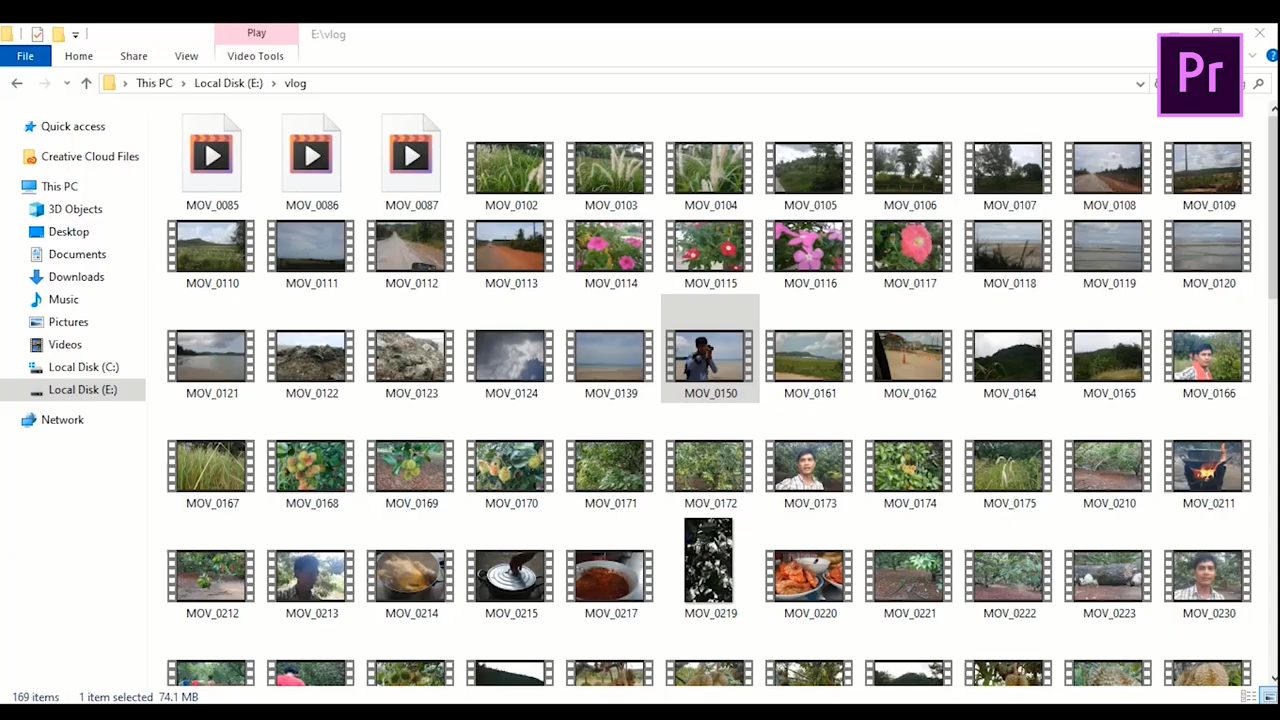 Play E:\vlog
File Home Share View Video Tools
Pr
This PC Local Disk (E:) vlog
Quick access
Creative Cloud Files
This PC
3D Objects
Desktop
Documents
Downloads
Music
Pictures
Videos
Local Disk (C:)
Local Disk (E:)
Network
MOV_0085 MOV_0086 MOV_0087 MOV_0102 MOV_0103 MOV_0104 MOV_0105 MOV_0106 MOV_0107 MOV_0108 MOV_0109
MOV_0110 MOV_0111 MOV_0112 MOV_0113 MOV_0114 MOV_0115 MOV_0116 MOV_0117 MOV_0118 MOV_0119 MOV_0120
MOV_0121 MOV_0122 MOV_0123 MOV_0124 MOV_0139 MOV_0150 MOV_0161 MOV_0162 MOV_0164 MOV_0165 MOV_0166
MOV_0167 MOV_0168 MOV_0169 MOV_0170 MOV_0171 MOV_0172 MOV_0173 MOV_0174 MOV_0175 MOV_0210 MOV_0211
MOV_0212 MOV_0213 MOV_0214 MOV_0215 MOV_0217 MOV_0219 MOV_0220 MOV_0221 MOV_0222 MOV_0223 MOV_0230
169 items 1 item selected 74.1 MB